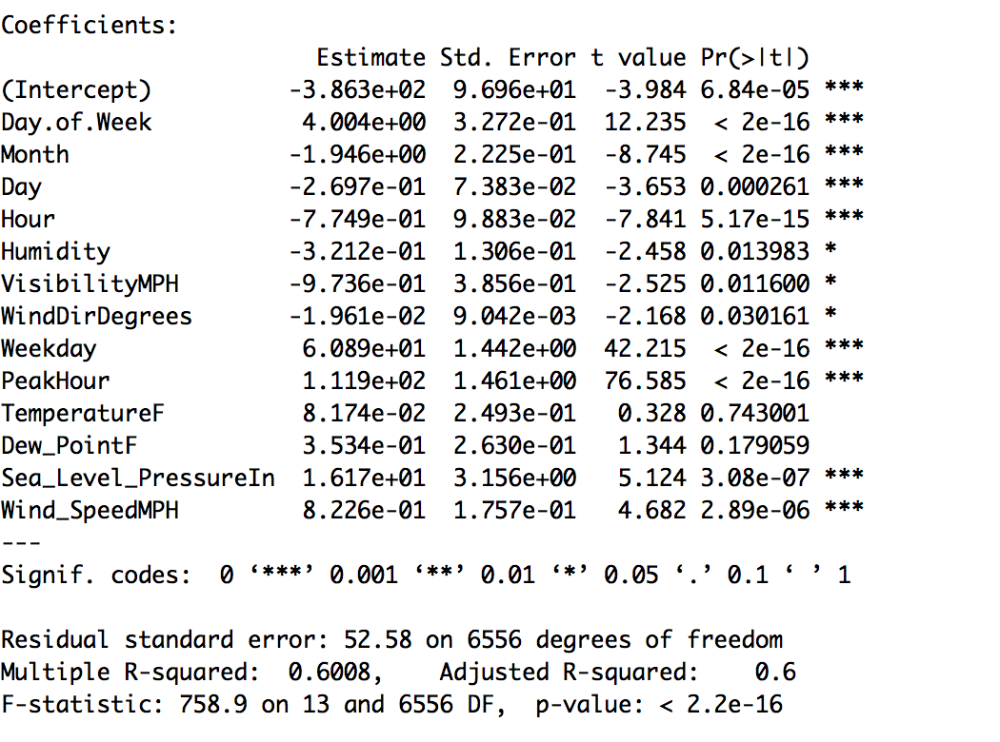 Coefficients:
Estimate Std. Error t value Pr(>|t|)
(Intercept) -3.863e+02 9.696e+01 -3.984 6.84e-05 ***
Day.of.Week 4.004e+00 3.272e-01 12.235 < 2e-16 ***
Month -1.946e+00 2.225e-01 -8.745 < 2e-16 ***
Day -2.697e-01 7.383e-02 -3.653 0.000261 ***
Hour -7.749e-01 9.883e-02 -7.841 5.17e-15 ***
Humidity -3.212e-01 1.306e-01 -2.458 0.013983 *
VisibilityMPH -9.736e-01 3.856e-01 -2.525 0.011600 *
WindDirDegrees -1.961e-02 9.042e-03 -2.168 0.030161 *
Weekday 6.089e+01 1.442e+00 42.215 < 2e-16 ***
PeakHour 1.119e+02 1.461e+00 76.585 < 2e-16 ***
TemperatureF 8.174e-02 2.493e-01 0.328 0.743001
Dew_PointF 3.534e-01 2.630e-01 1.344 0.179059
Sea_Level_PressureIn 1.617e+01 3.156e+00 5.124 3.08e-07 ***
Wind_SpeedMPH 8.226e-01 1.757e-01 4.682 2.89e-06 ***
---
Signif. codes: 0 ‘***’ 0.001 ‘**’ 0.01 ‘*’ 0.05 ‘.’ 0.1 ‘ ’ 1
Residual standard error: 52.58 on 6556 degrees of freedom
Multiple R-squared: 0.6008, Adjusted R-squared: 0.6
F-statistic: 758.9 on 13 and 6556 DF, p-value: < 2.2e-16